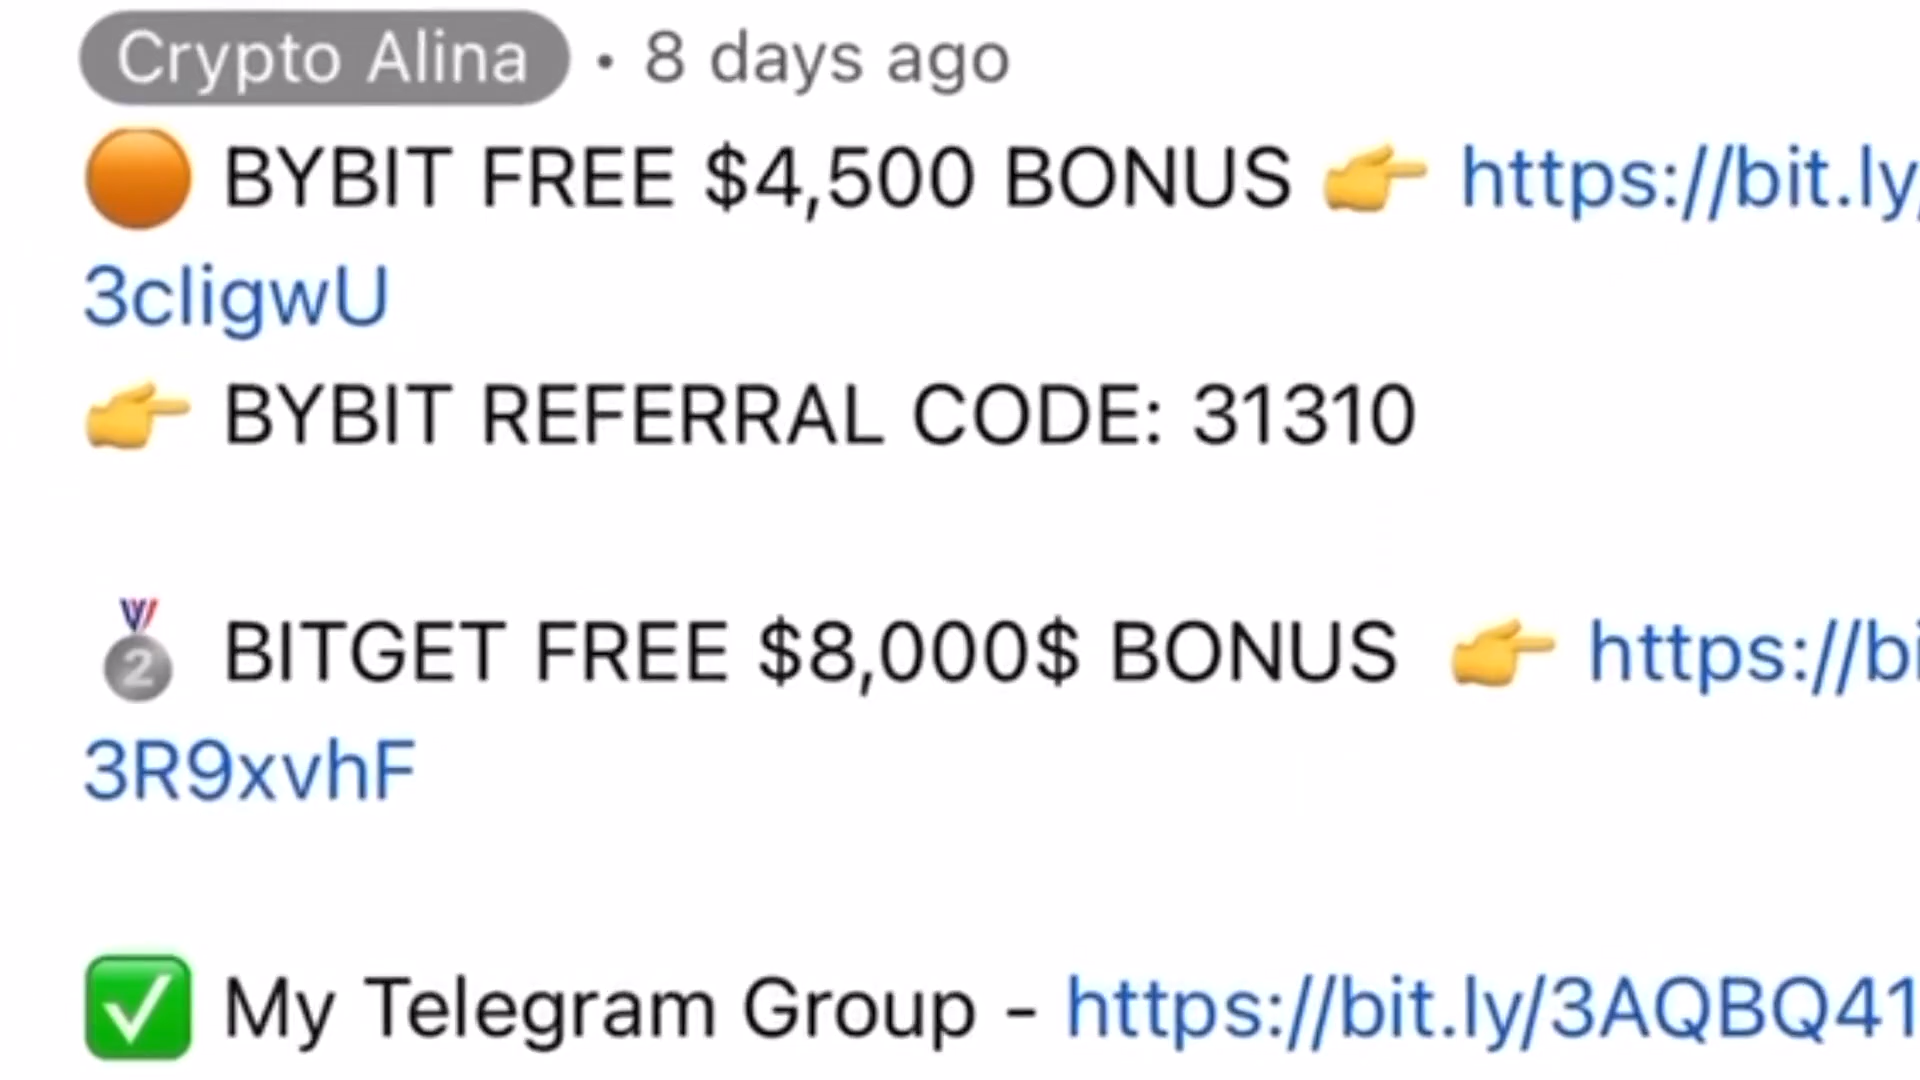 Crypto Alina • 8 days ago
BYBIT FREE $4,500 BONUS 👉 https://bit.ly/
3cIigwU
👉 BYBIT REFERRAL CODE: 31310
BITGET FREE $8,000$ BONUS 👉 https://bi
3R9xvhF
✅ My Telegram Group - https://bit.ly/3AQBQ41